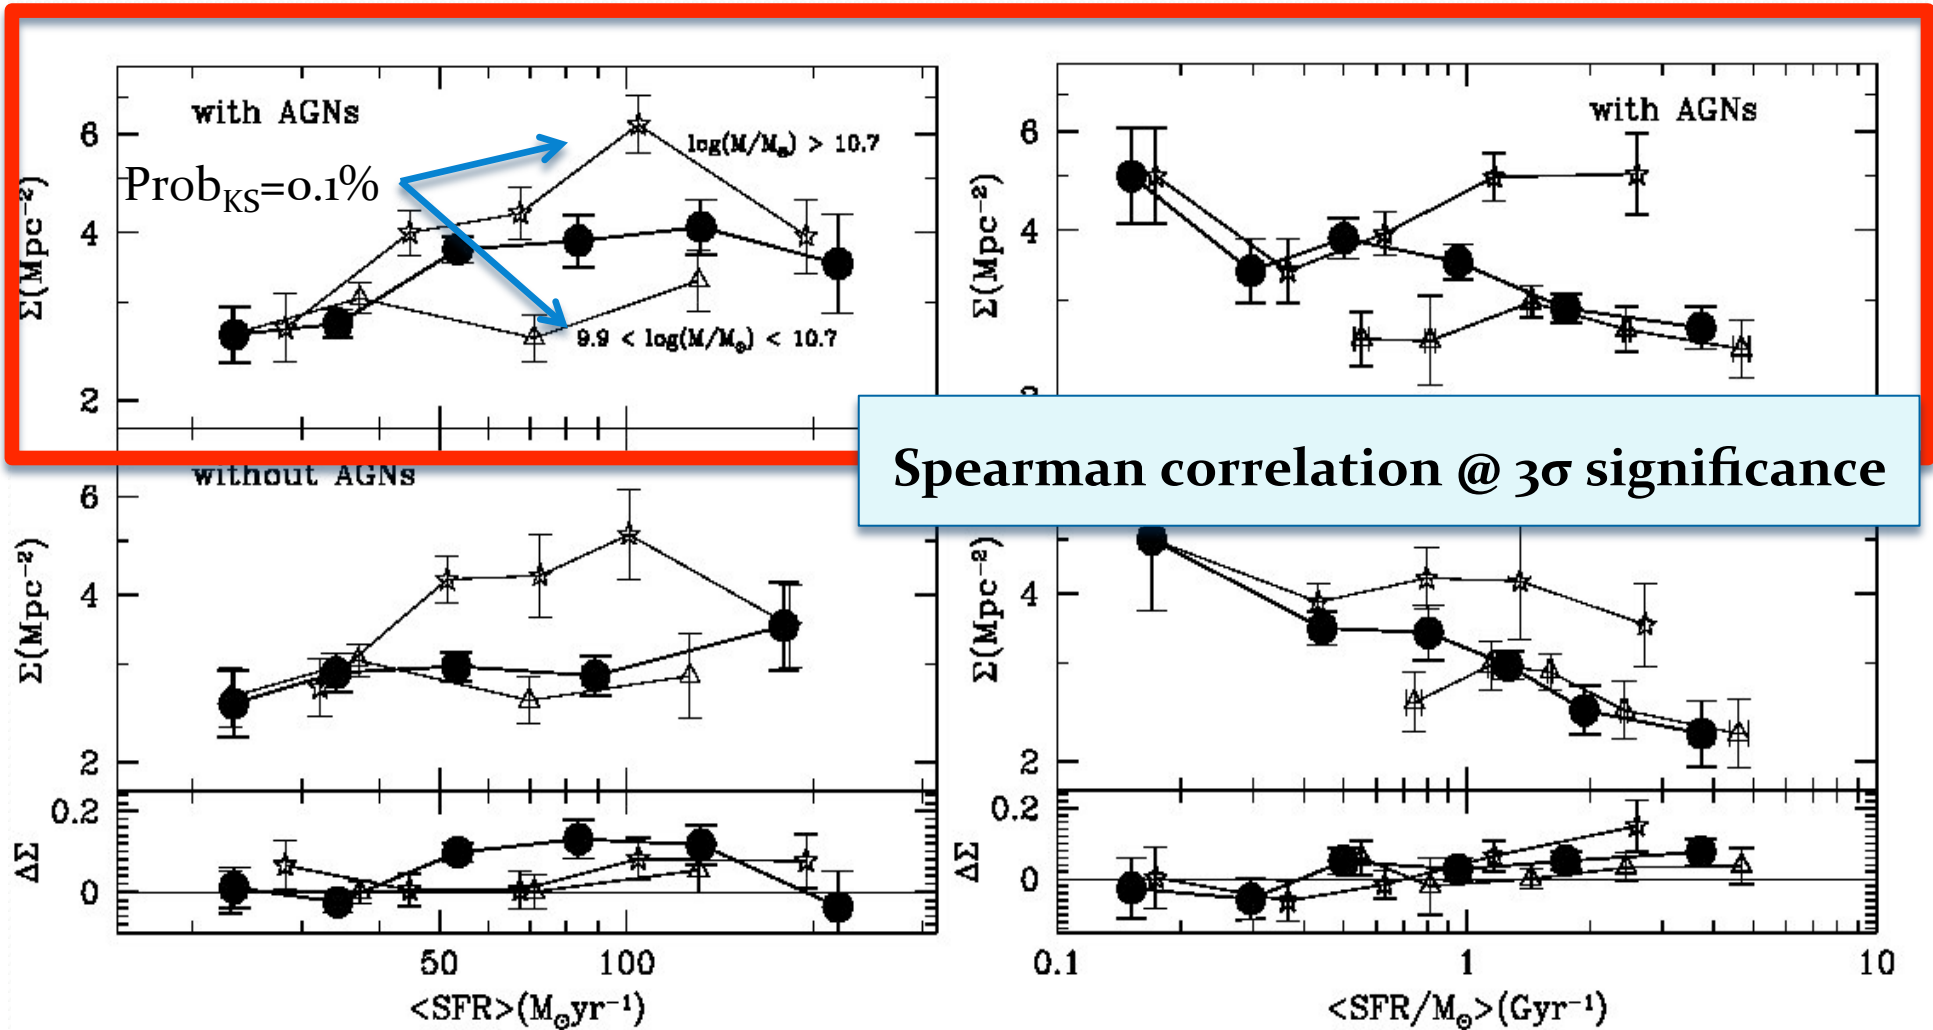 with AGNs
Prob_KS=0.1%
log(M/M⊙) > 10.7
9.9 < log(M/M⊙) < 10.7
6
4
2
Σ(Mpc⁻²)
with AGNs
6
4
Σ(Mpc⁻²)
Spearman correlation @ 3σ significance
without AGNs
6
4
2
Σ(Mpc⁻²)
4
2
Σ(Mpc⁻²)
0.2
0
ΔΣ
0.2
0
ΔΣ
50 100
<SFR>(M⊙yr⁻¹)
0.1 1 10
<SFR/M⊙>(Gyr⁻¹)